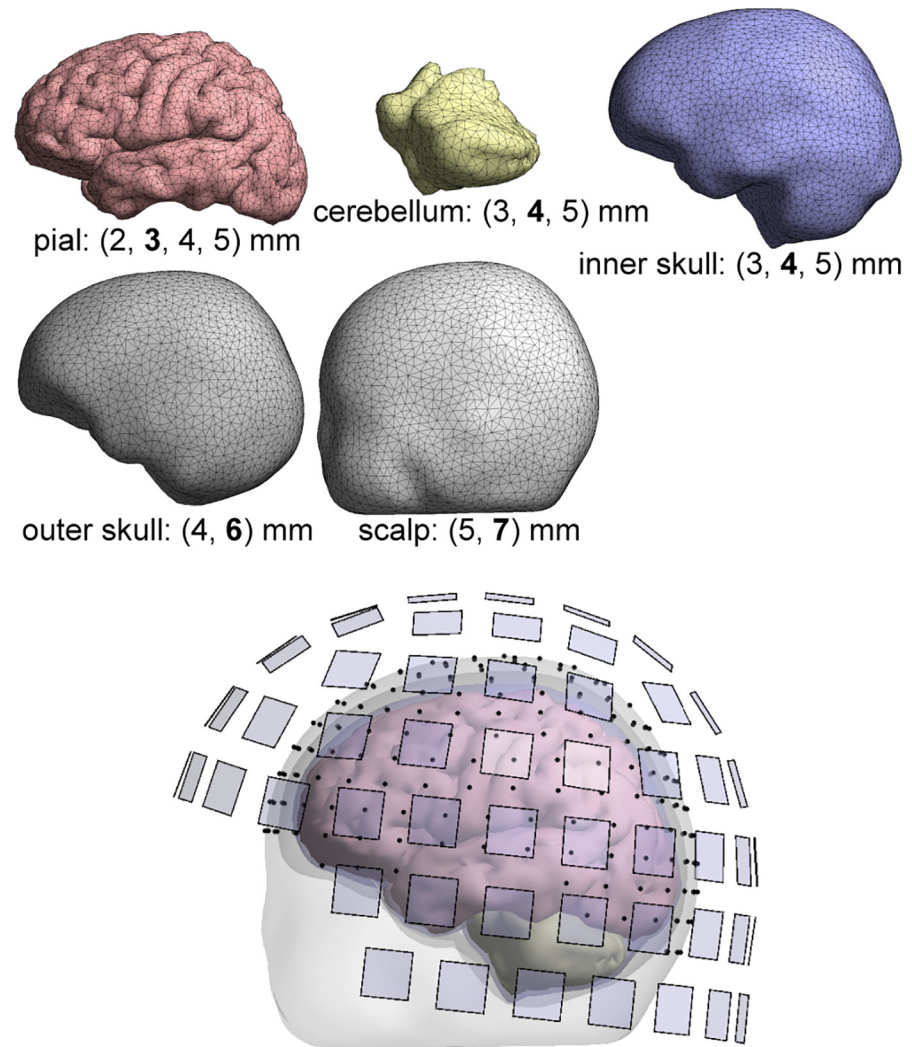 pial: (2, 3, 4, 5) mm
cerebellum: (3, 4, 5) mm
inner skull: (3, 4, 5) mm
outer skull: (4, 6) mm
scalp: (5, 7) mm